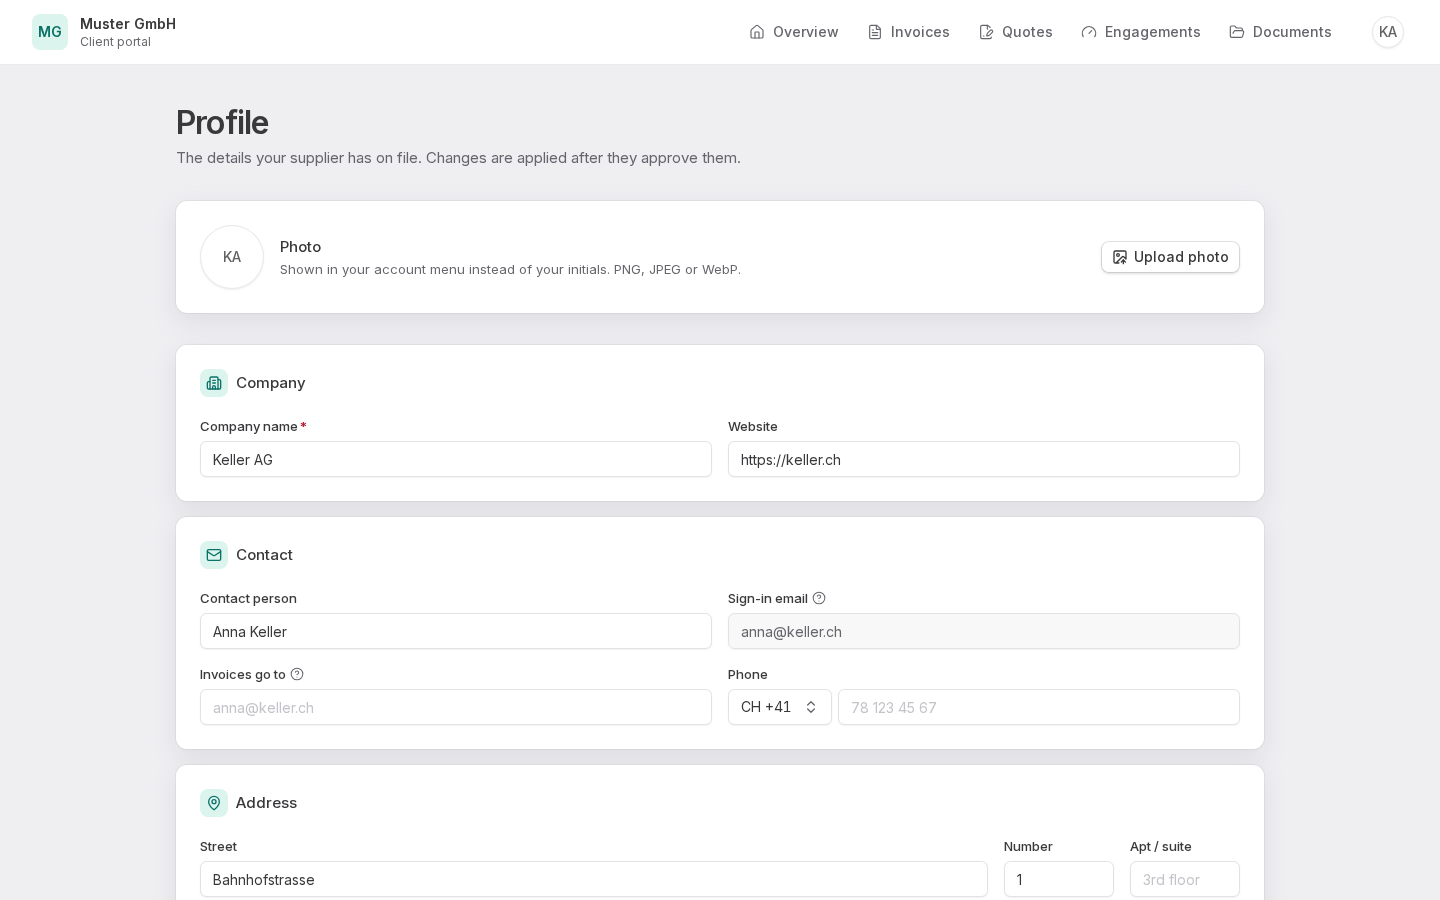 MG
Muster GmbH
Client portal
Overview
Invoices
Quotes
Engagements
Documents
KA
Profile
The details your supplier has on file. Changes are applied after they approve them.
KA
Photo
Shown in your account menu instead of your initials. PNG, JPEG or WebP.
Upload photo
Company
Company name*
Website
Keller AG
https://keller.ch
Contact
Contact person
Sign-in email
Anna Keller
anna@keller.ch
Invoices go to
Phone
anna@keller.ch
CH +41
78 123 45 67
Address
Street
Number
Apt / suite
Bahnhofstrasse
1
3rd floor